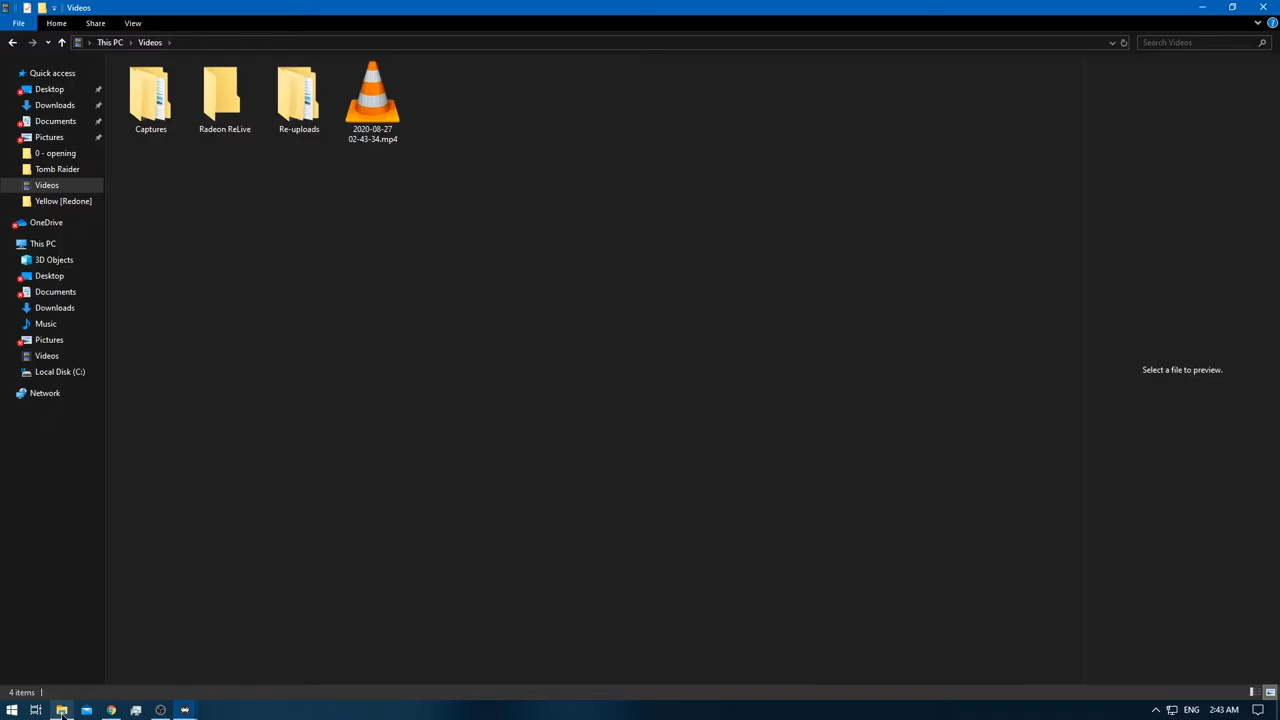 Videos
File Home Share View
This PC Videos
Search Videos
Quick access
Desktop
Downloads
Documents
Pictures
0 - opening
Tomb Raider
Videos
Yellow [Redone]
OneDrive
This PC
3D Objects
Desktop
Documents
Downloads
Music
Pictures
Videos
Local Disk (C:)
Network
Captures
Radeon ReLive
Re-uploads
2020-08-27
02-43-34.mp4
Select a file to preview.
4 items
ENG 2:43 AM